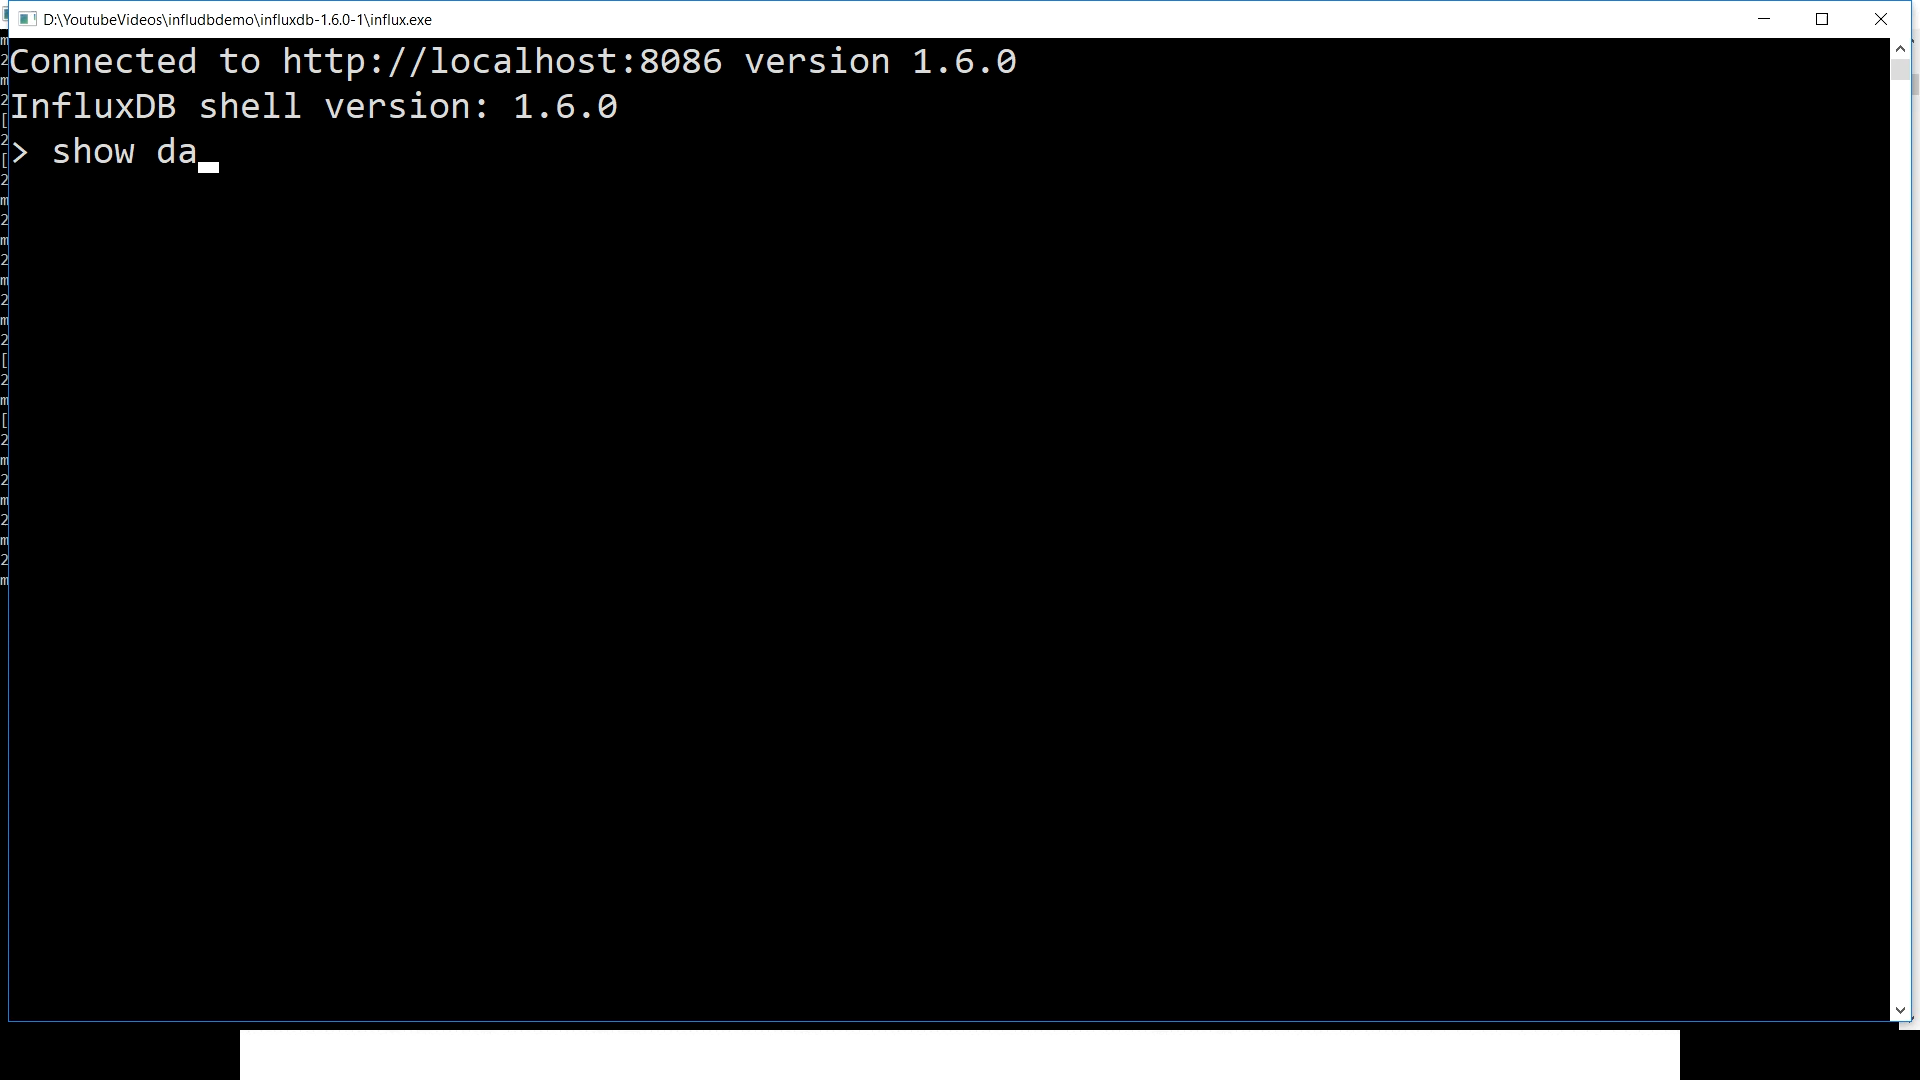 D:\YoutubeVideos\infludbdemo\influxdb-1.6.0-1\influx.exe
Connected to http://localhost:8086 version 1.6.0
InfluxDB shell version: 1.6.0
> show da